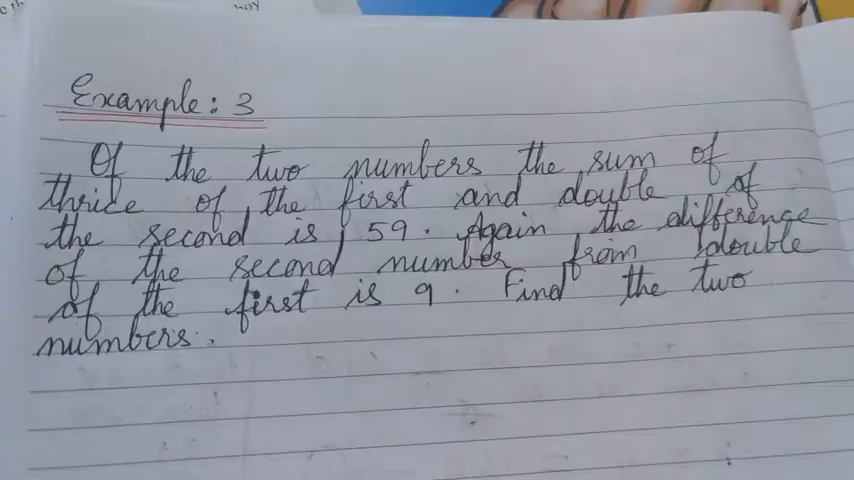 Example: 3
Of the two numbers the sum of
thrice of the first and double of
the second is 59. Again the difference
of the second number from double
of the first is 9. Find the two
numbers.